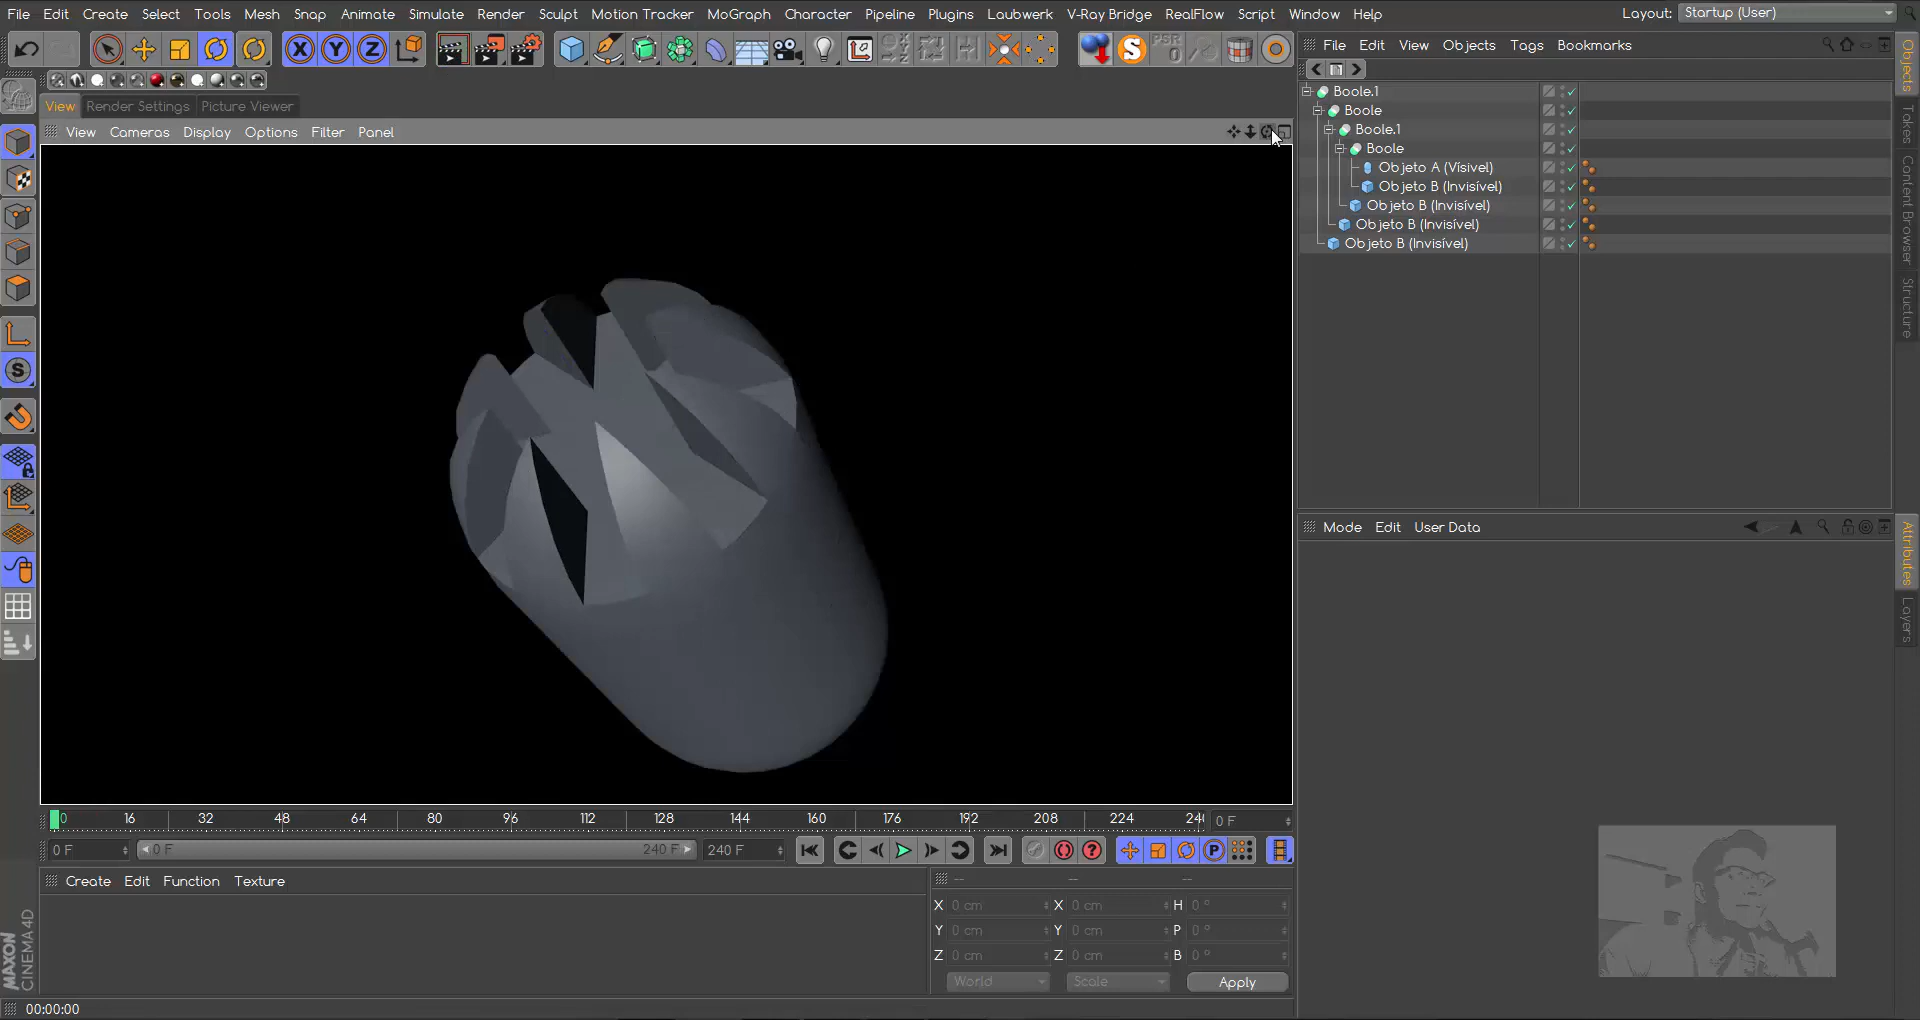 File Edit Create Select Tools Mesh Snap Animate Simulate Render Sculpt Motion Tracker MoGraph Character Pipeline Plugins Laubwerk V-Ray Bridge RealFlow Script Window Help Layout: Startup (User)
X Y Z S PSR 0
File Edit View Objects Tags Bookmarks
View Render Settings Picture Viewer
View Cameras Display Options Filter Panel
Boole.1
Boole
Boole.1
Boole
Objeto A (Vísivel)
Objeto B (Invisível)
Objeto B (Invisível)
Objeto B (Invisível)
Objeto B (Invisível)
Objects
Takes
Content Browser
Structure
S
Mode Edit User Data
Attributes
Layers
0 16 32 48 64 80 96 112 128 144 160 176 192 208 224 24 0 F
0 F 0 F 240 F 240 F ? P
Create Edit Function Texture
-- -- --
X 0 cm X 0 cm H 0 °
Y 0 cm Y 0 cm P 0 °
Z 0 cm Z 0 cm B 0 °
World Scale Apply
MAXON
CINEMA 4D
00:00:00